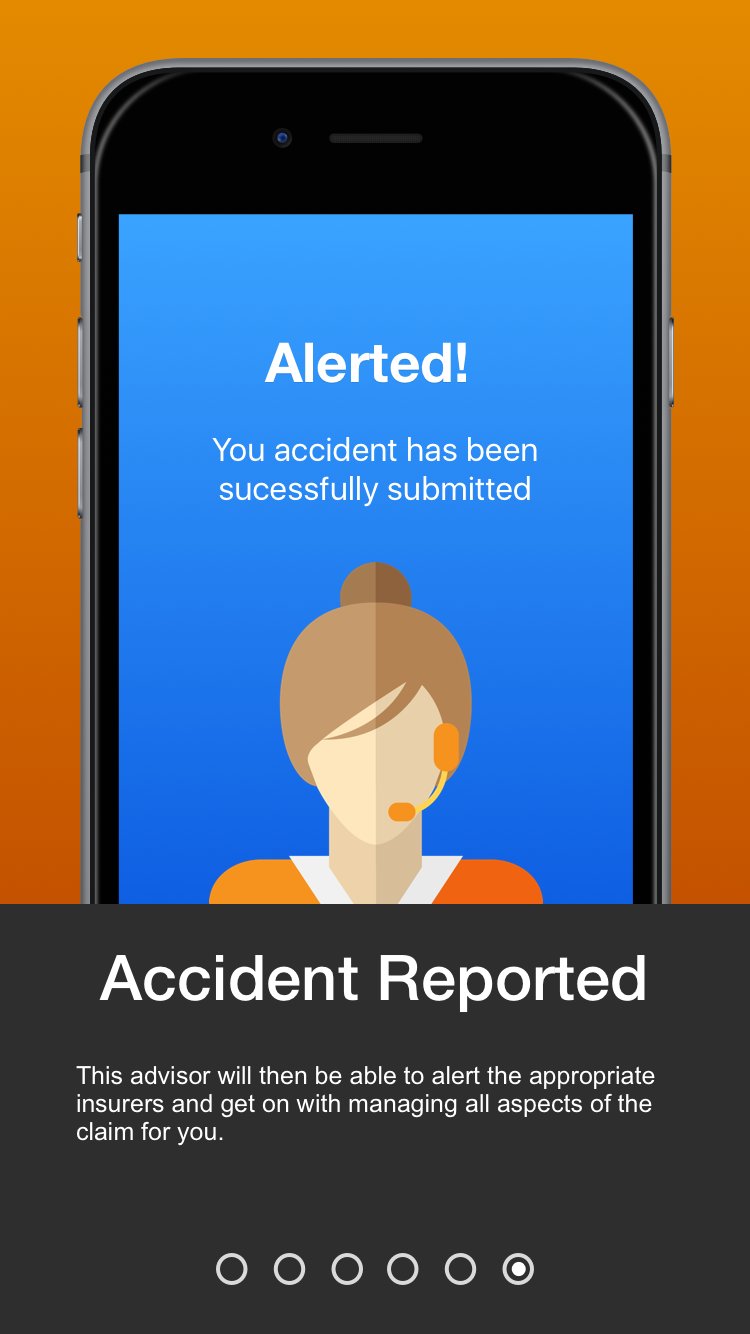 Alerted!
You accident has been
sucessfully submitted
Accident Reported
This advisor will then be able to alert the appropriate
insurers and get on with managing all aspects of the
claim for you.